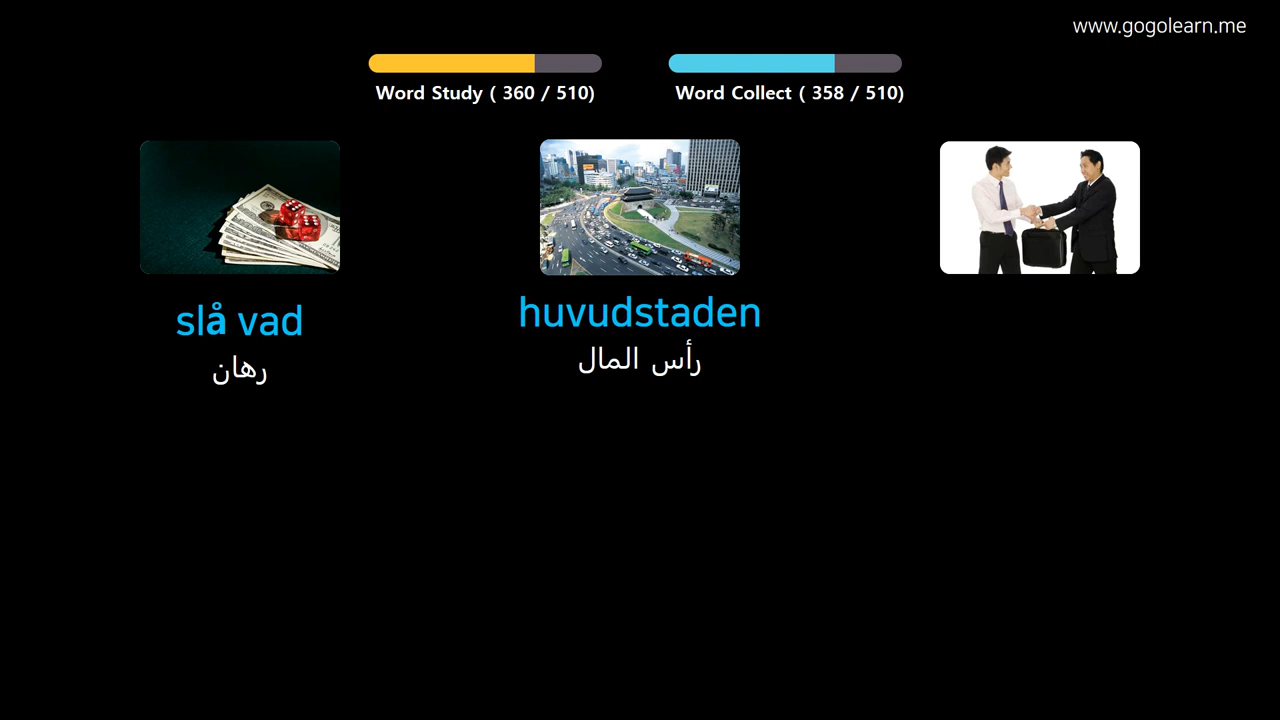 www.gogolearn.me
Word Study ( 360 / 510)
Word Collect ( 358 / 510)
slå vad
رهان
huvudstaden
رأس المال